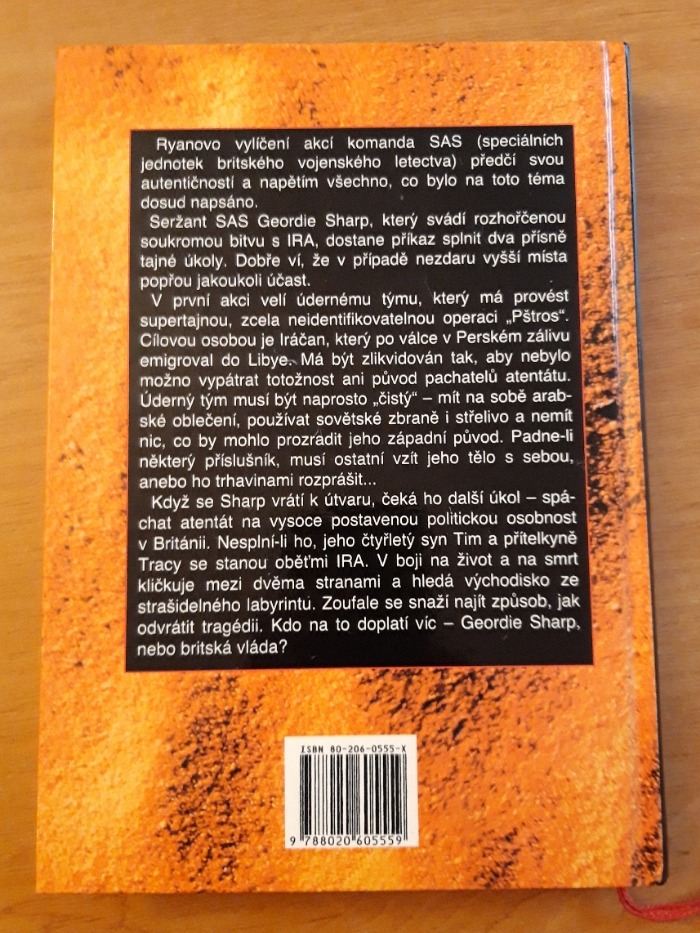 Ryanovo vylíčení akcí komanda SAS (speciálních
jednotek britského vojenského letectva) předčí svou
autentičností a napětím všechno, co bylo na toto téma
dosud napsáno.
Seržant SAS Geordie Sharp, který svádí rozhořčenou
soukromou bitvu s IRA, dostane příkaz splnit dva přísně
tajné úkoly. Dobře ví, že v případě nezdaru vyšší místa
popřou jakoukoli účast.
V první akci velí údernému týmu, který má provést
supertajnou, zcela neidentifikovatelnou operaci „Pštros“.
Cílovou osobou je Iráčan, který po válce v Perském zálivu
emigroval do Libye. Má být zlikvidován tak, aby nebylo
možno vypátrat totožnost ani původ pachatelů atentátu.
Úderný tým musí být naprosto „čistý“ – mít na sobě arab-
ské oblečení, používat sovětské zbraně i střelivo a nemít
nic, co by mohlo prozradit jeho západní původ. Padne-li
některý příslušník, musí ostatní vzít jeho tělo s sebou,
anebo ho trhavinami rozprášit...
Když se Sharp vrátí k útvaru, čeká ho další úkol – spá-
chat atentát na vysoce postavenou politickou osobnost
v Británii. Nesplní-li ho, jeho čtyřletý syn Tim a přítelkyně
Tracy se stanou oběťmi IRA. V boji na život a na smrt
kličkuje mezi dvěma stranami a hledá východisko ze
strašidelného labyrintu. Zoufale se snaží najít způsob, jak
odvrátit tragédii. Kdo na to doplatí víc – Geordie Sharp,
nebo britská vláda?
ISBN 80-206-0555-X
9 788020 605559